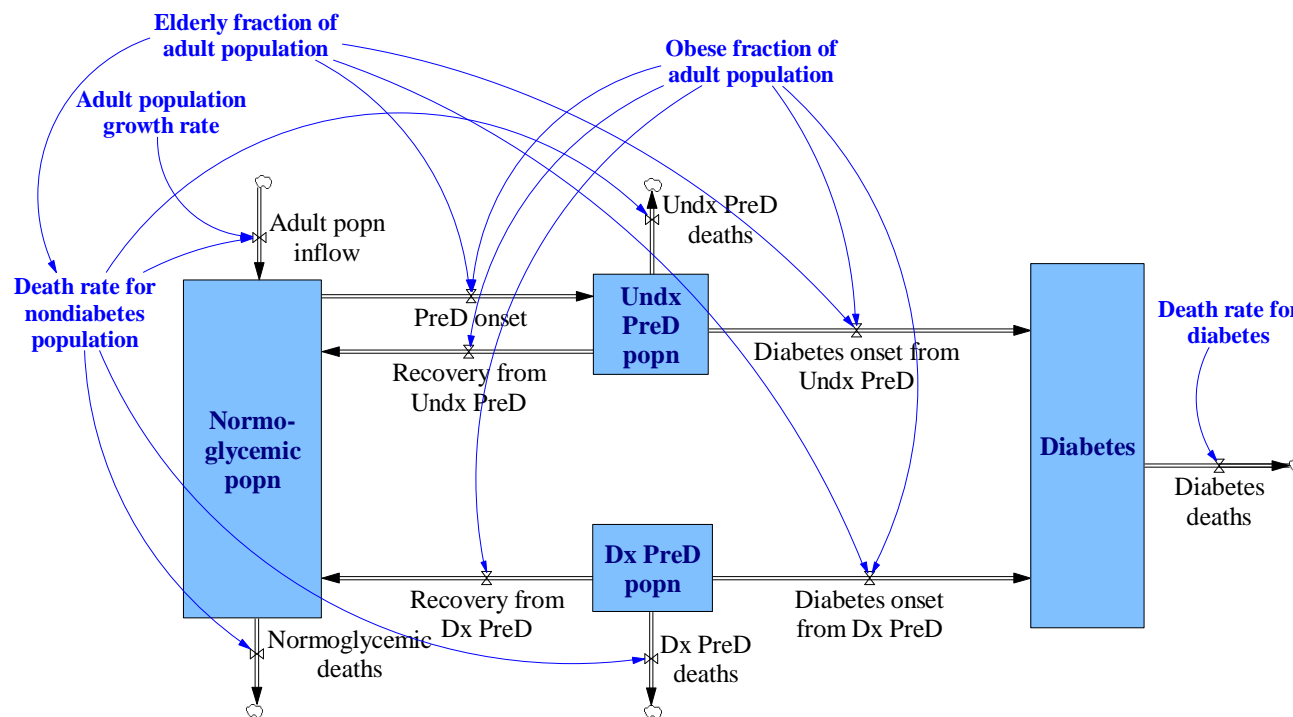 Elderly fraction of
adult population
Obese fraction of
adult population
Adult population
growth rate
Adult popn
inflow
Undx PreD
deaths
Death rate for
nondiabetes
population
PreD onset
Undx
PreD
popn
Death rate for
diabetes
Recovery from
Undx PreD
Diabetes onset from
Undx PreD
Normo-
glycemic
popn
Diabetes
Diabetes
deaths
Dx PreD
popn
Recovery from
Dx PreD
Diabetes onset
from Dx PreD
Normoglycemic
deaths
Dx PreD
deaths